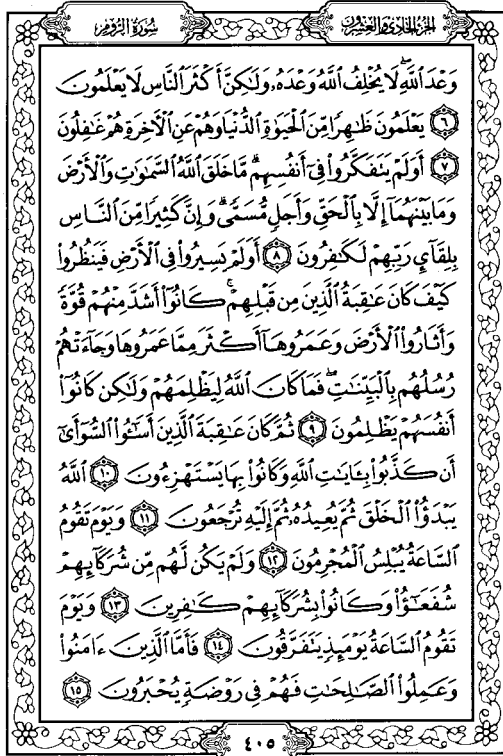 الجزء الحادي والعشرون
سورة الروم
وَعْدَ ٱللَّهِۖ لَا يُخۡلِفُ ٱللَّهُ وَعۡدَهُۥ وَلَٰكِنَّ أَكۡثَرَ ٱلنَّاسِ لَا يَعۡلَمُونَ
٦ يَعۡلَمُونَ ظَٰهِرٗا مِّنَ ٱلۡحَيَوٰةِ ٱلدُّنۡيَا وَهُمۡ عَنِ ٱلۡأٓخِرَةِ هُمۡ غَٰفِلُونَ
٧ أَوَلَمۡ يَتَفَكَّرُواْ فِيٓ أَنفُسِهِمۗ مَّا خَلَقَ ٱللَّهُ ٱلسَّمَٰوَٰتِ وَٱلۡأَرۡضَ
وَمَا بَيۡنَهُمَآ إِلَّا بِٱلۡحَقِّ وَأَجَلٖ مُّسَمّٗىۗ وَإِنَّ كَثِيرٗا مِّنَ ٱلنَّاسِ
بِلِقَآيِٕ رَبِّهِمۡ لَكَٰفِرُونَ ٨ أَوَلَمۡ يَسِيرُواْ فِي ٱلۡأَرۡضِ فَيَنظُرُواْ
كَيۡفَ كَانَ عَٰقِبَةُ ٱلَّذِينَ مِن قَبۡلِهِمۡۚ كَانُوٓاْ أَشَدَّ مِنۡهُمۡ قُوَّةٗ
وَأَثَارُواْ ٱلۡأَرۡضَ وَعَمَرُوهَآ أَكۡثَرَ مِمَّا عَمَرُوهَا وَجَآءَتۡهُمۡ
رُسُلُهُم بِٱلۡبَيِّنَٰتِۖ فَمَا كَانَ ٱللَّهُ لِيَظۡلِمَهُمۡ وَلَٰكِن كَانُوٓاْ
أَنفُسَهُمۡ يَظۡلِمُونَ ٩ ثُمَّ كَانَ عَٰقِبَةَ ٱلَّذِينَ أَسَٰٓـُٔواْ ٱلسُّوٓأَىٰٓ
أَن كَذَّبُواْ بِـَٔايَٰتِ ٱللَّهِ وَكَانُواْ بِهَا يَسۡتَهۡزِءُونَ ١٠ ٱللَّهُ
يَبۡدَؤُاْ ٱلۡخَلۡقَ ثُمَّ يُعِيدُهُۥ ثُمَّ إِلَيۡهِ تُرۡجَعُونَ ١١ وَيَوۡمَ تَقُومُ
ٱلسَّاعَةُ يُبۡلِسُ ٱلۡمُجۡرِمُونَ ١٢ وَلَمۡ يَكُن لَّهُم مِّن شُرَكَآئِهِمۡ
شُفَعَٰٓؤُاْ وَكَانُواْ بِشُرَكَآئِهِمۡ كَٰفِرِينَ ١٣ وَيَوۡمَ
تَقُومُ ٱلسَّاعَةُ يَوۡمَئِذٖ يَتَفَرَّقُونَ ١٤ فَأَمَّا ٱلَّذِينَ ءَامَنُواْ
وَعَمِلُواْ ٱلصَّٰلِحَٰتِ فَهُمۡ فِي رَوۡضَةٖ يُحۡبَرُونَ ١٥
٤٠٥